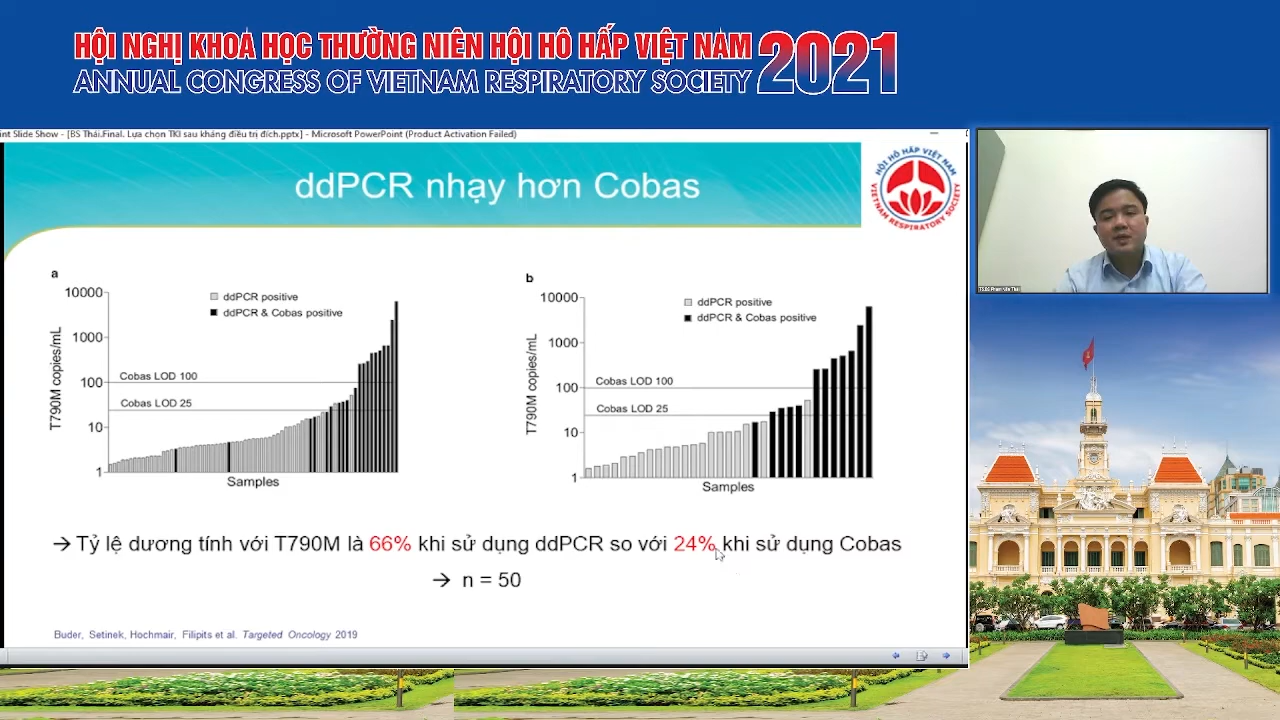 HỘI NGHỊ KHOA HỌC THƯỜNG NIÊN HỘI HÔ HẤP VIỆT NAM 2021
ANNUAL CONGRESS OF VIETNAM RESPIRATORY SOCIETY
int Slide Show - [BS Thái.Final. Lựa chọn TKI sau kháng điều trị đích.pptx] - Microsoft PowerPoint (Product Activation Failed)
ddPCR nhạy hơn Cobas
HỘI HÔ HẤP VIỆT NAM
VIETNAM RESPIRATORY SOCIETY
a
ddPCR positive
ddPCR & Cobas positive
10000
1000
100
10
1
T790M copies/mL
Cobas LOD 100
Cobas LOD 25
Samples
b
ddPCR positive
ddPCR & Cobas positive
10000
1000
100
10
1
T790M copies/mL
Cobas LOD 100
Cobas LOD 25
Samples
→ Tỷ lệ dương tính với T790M là 66% khi sử dụng ddPCR so với 24% khi sử dụng Cobas
→ n = 50
Buder, Setinek, Hochmair, Filipits et al. Targeted Oncology 2019